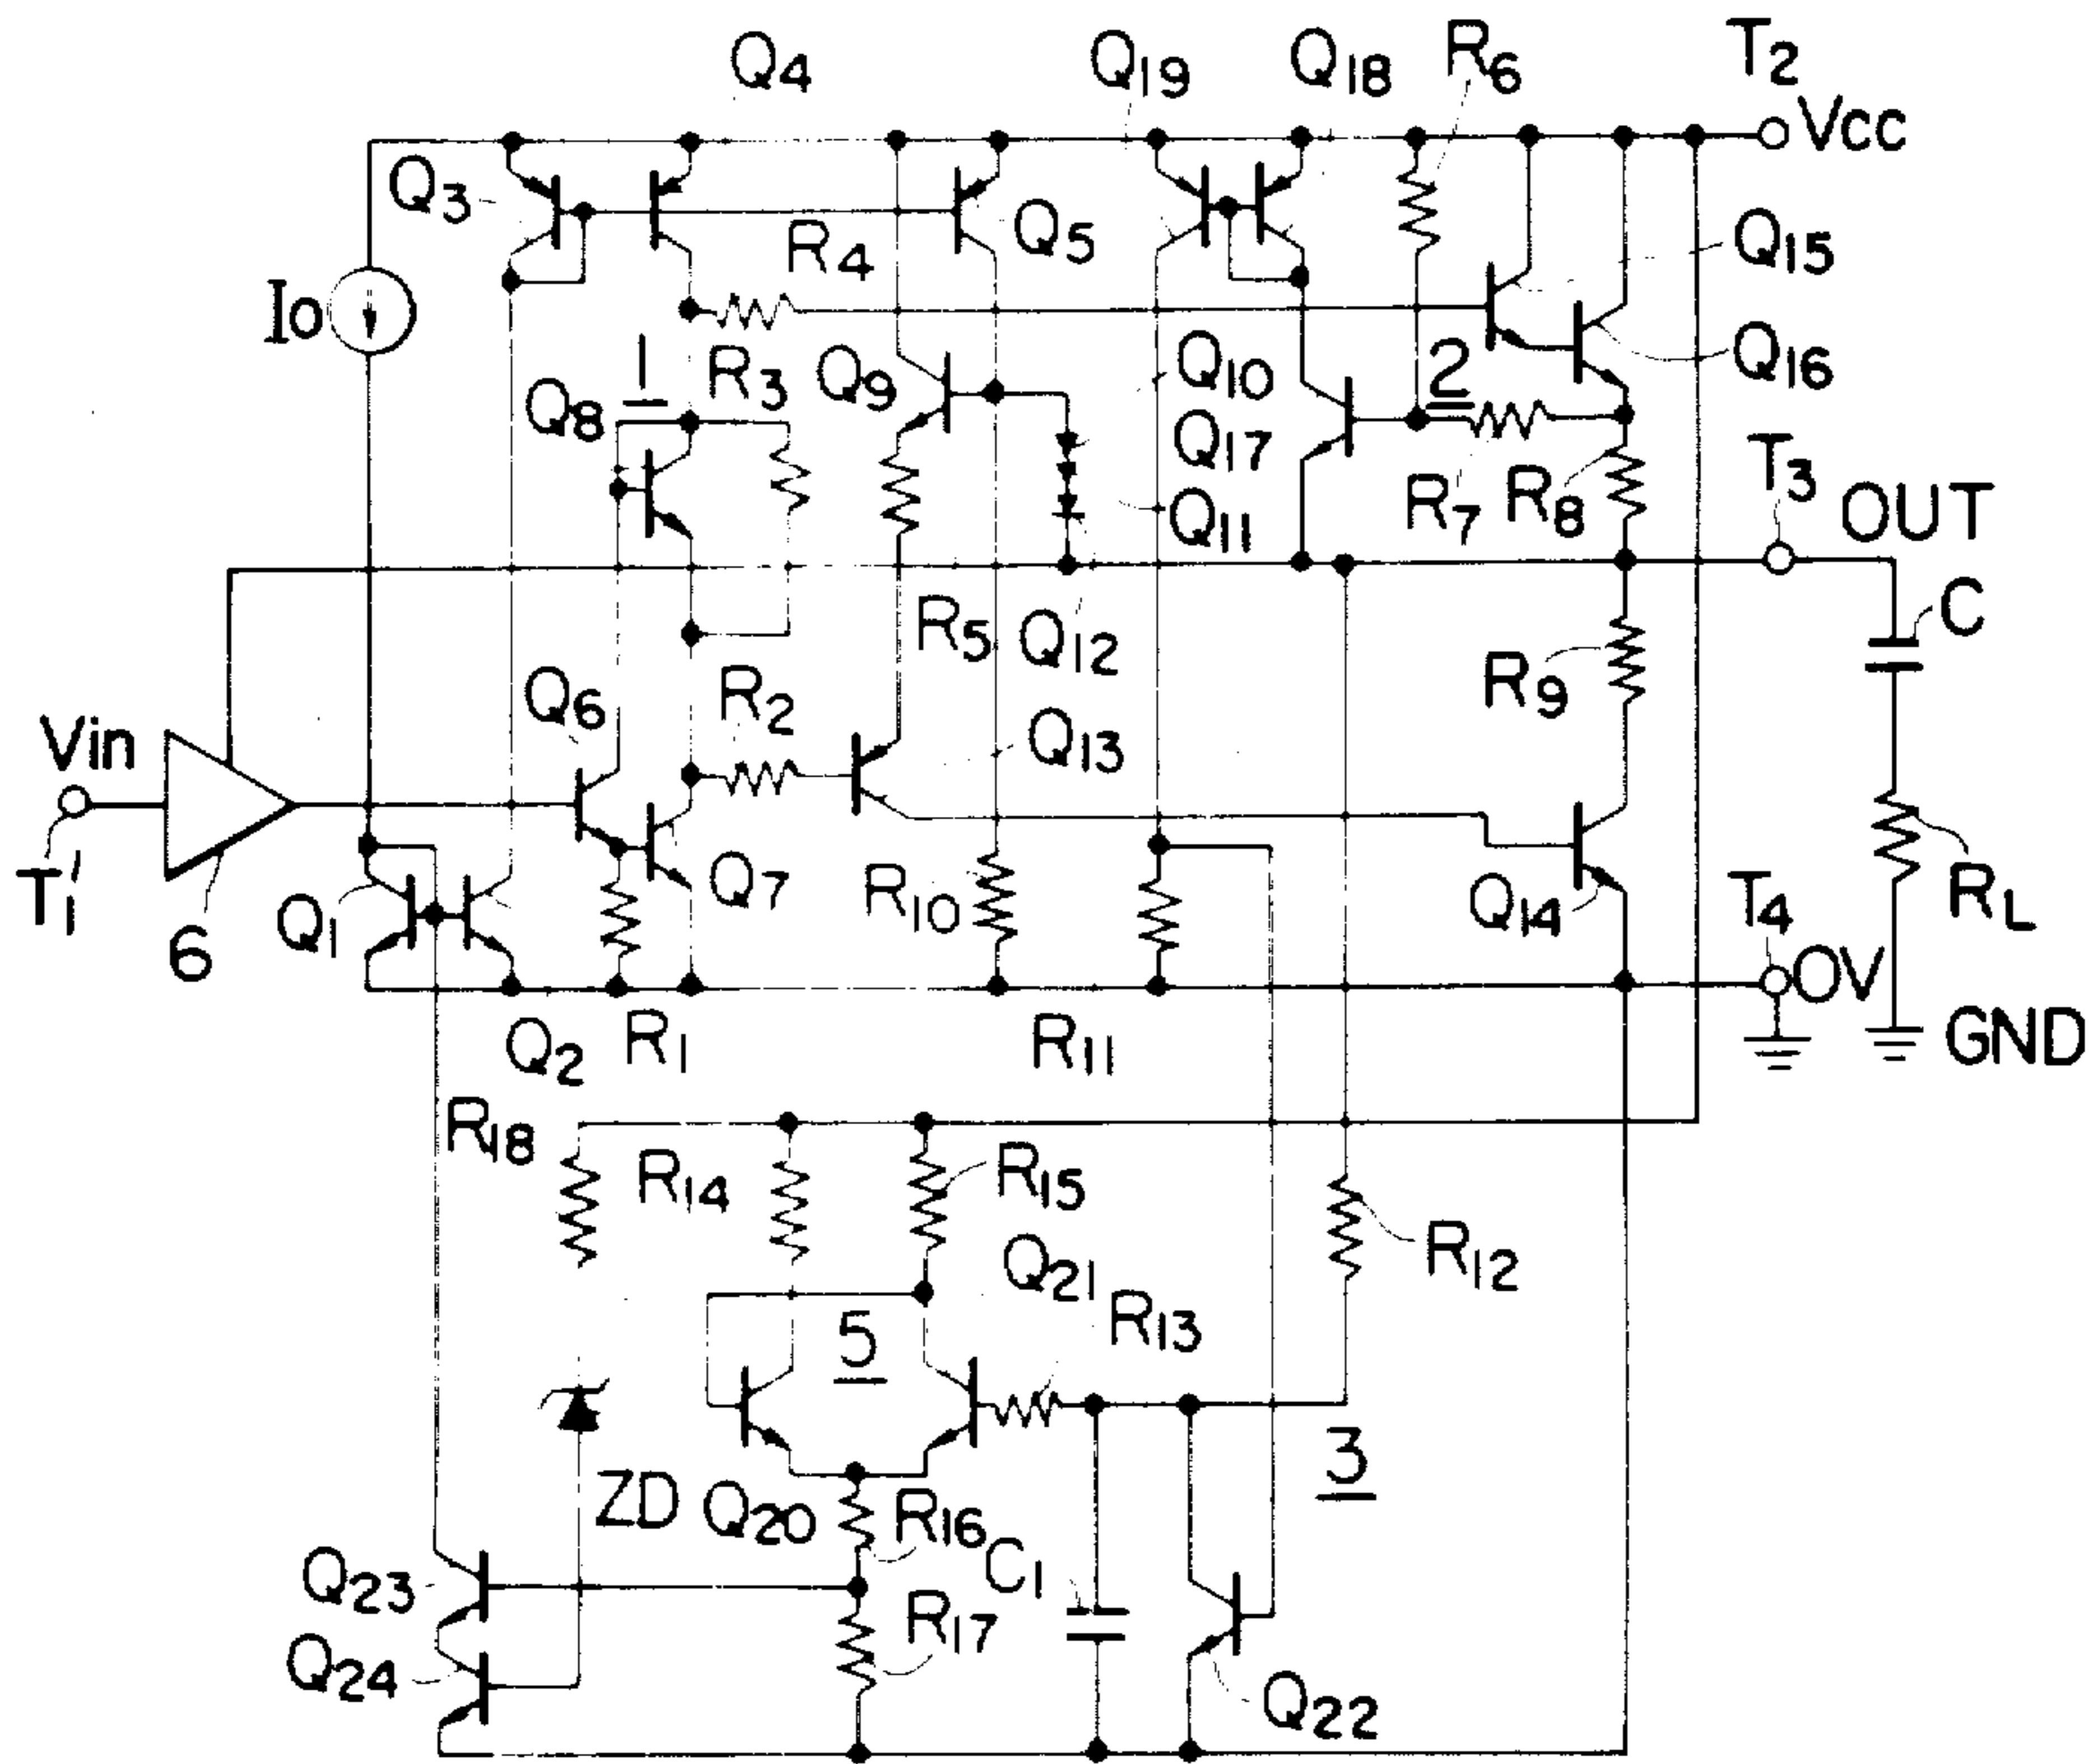 Q4 Q19 Q18 R6 T2
Vcc
Q3 R4 Q5 Q15
Io
1 R3 Q9 Q10 2 Q16
Q8 Q17 T3
R7 R8 OUT
Q11
R5 Q12 C
Q6 R2 R9
Vin Q13
T1'
6 Q1 Q7 R10 Q14 T4 RL
OV
Q2 R1 R11 GND
R18 R14 R15
R12
Q21 R13
5
3
ZD Q20 R16 C1
Q23 R17
Q24 Q22